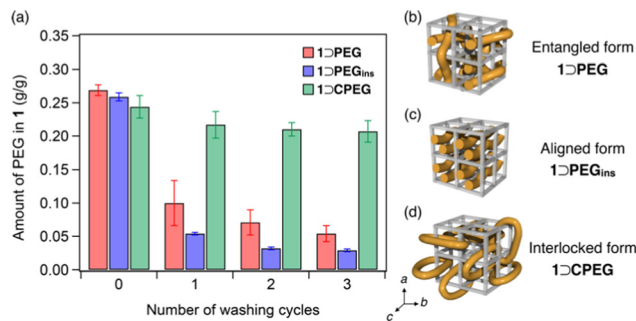 (a)
Amount of PEG in 1 (g/g)
0.35
0.30
0.25
0.20
0.15
0.10
0.05
0.00
1⊃PEG
1⊃PEGins
1⊃CPEG
0 1 2 3
Number of washing cycles
(b)
Entangled form
1⊃PEG
(c)
Aligned form
1⊃PEGins
(d)
Interlocked form
1⊃CPEG
a
b
c